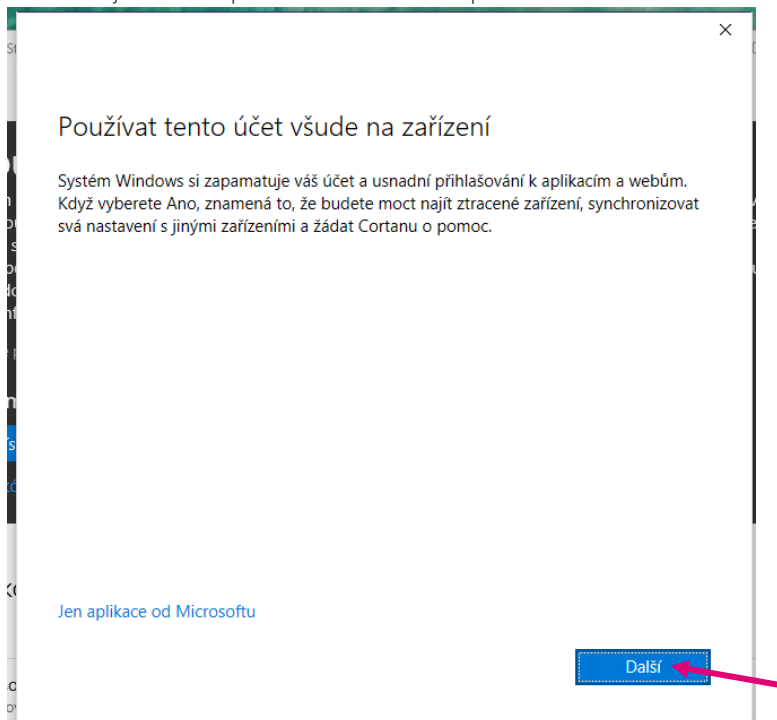 Používat tento účet všude na zařízení
Systém Windows si zapamatuje váš účet a usnadní přihlašování k aplikacím a webům.
Když vyberete Ano, znamená to, že budete moct najít ztracené zařízení, synchronizovat
svá nastavení s jinými zařízeními a žádat Cortanu o pomoc.
Jen aplikace od Microsoftu
Další